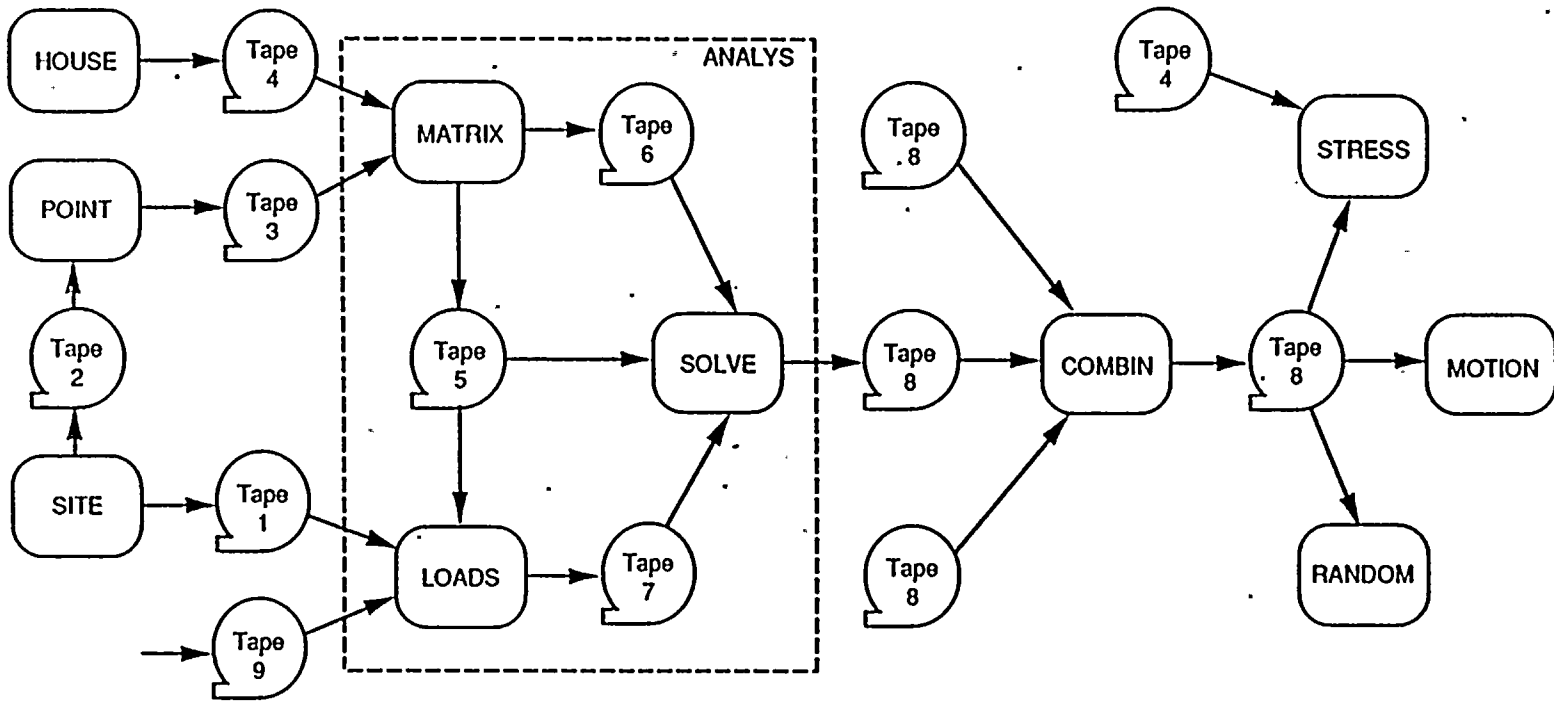 HOUSE
Tape
4
ANALYS
MATRIX
Tape
6
Tape
8
Tape
4
STRESS
POINT
Tape
3
Tape
2
Tape
5
SOLVE
Tape
8
COMBIN
Tape
8
MOTION
SITE
Tape
1
LOADS
Tape
7
Tape
8
RANDOM
Tape
9